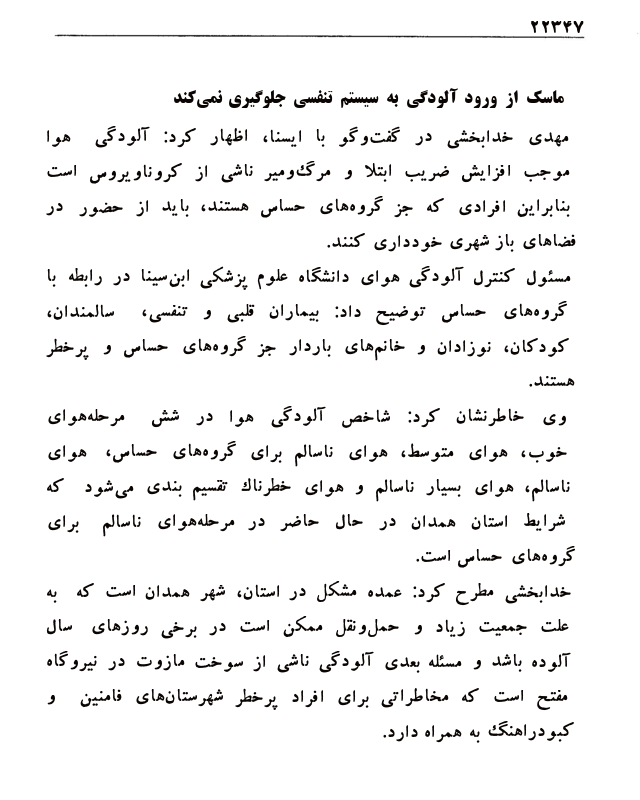 ۲۲۳۴۷
ماسک از ورود آلودگی به سیستم تنفسی جلوگیری نمی‌کند
مهدی خدابخشی در گفت‌وگو با ایسنا، اظهار کرد: آلودگی هوا
موجب افزایش ضریب ابتلا و مرگ‌ومیر ناشی از کروناویروس است
بنابراین افرادی که جز گروه‌های حساس هستند، باید از حضور در
فضاهای باز شهری خودداری کنند.
مسئول کنترل آلودگی هوای دانشگاه علوم پزشکی ابن‌سینا در رابطه با
گروه‌های حساس توضیح داد: بیماران قلبی و تنفسی، سالمندان،
کودکان، نوزادان و خانم‌های باردار جز گروه‌های حساس و پرخطر
هستند.
وی خاطرنشان کرد: شاخص آلودگی هوا در شش مرحله‌هوای
خوب، هوای متوسط، هوای ناسالم برای گروه‌های حساس، هوای
ناسالم، هوای بسیار ناسالم و هوای خطرناک تقسیم بندی می‌شود که
شرایط استان همدان در حال حاضر در مرحله‌هوای ناسالم برای
گروه‌های حساس است.
خدابخشی مطرح کرد: عمده مشکل در استان، شهر همدان است که به
علت جمعیت زیاد و حمل‌ونقل ممکن است در برخی روزهای سال
آلوده باشد و مسئله بعدی آلودگی ناشی از سوخت مازوت در نیروگاه
مفتح است که مخاطراتی برای افراد پرخطر شهرستان‌های فامنین و
کبودراهنگ به همراه دارد.